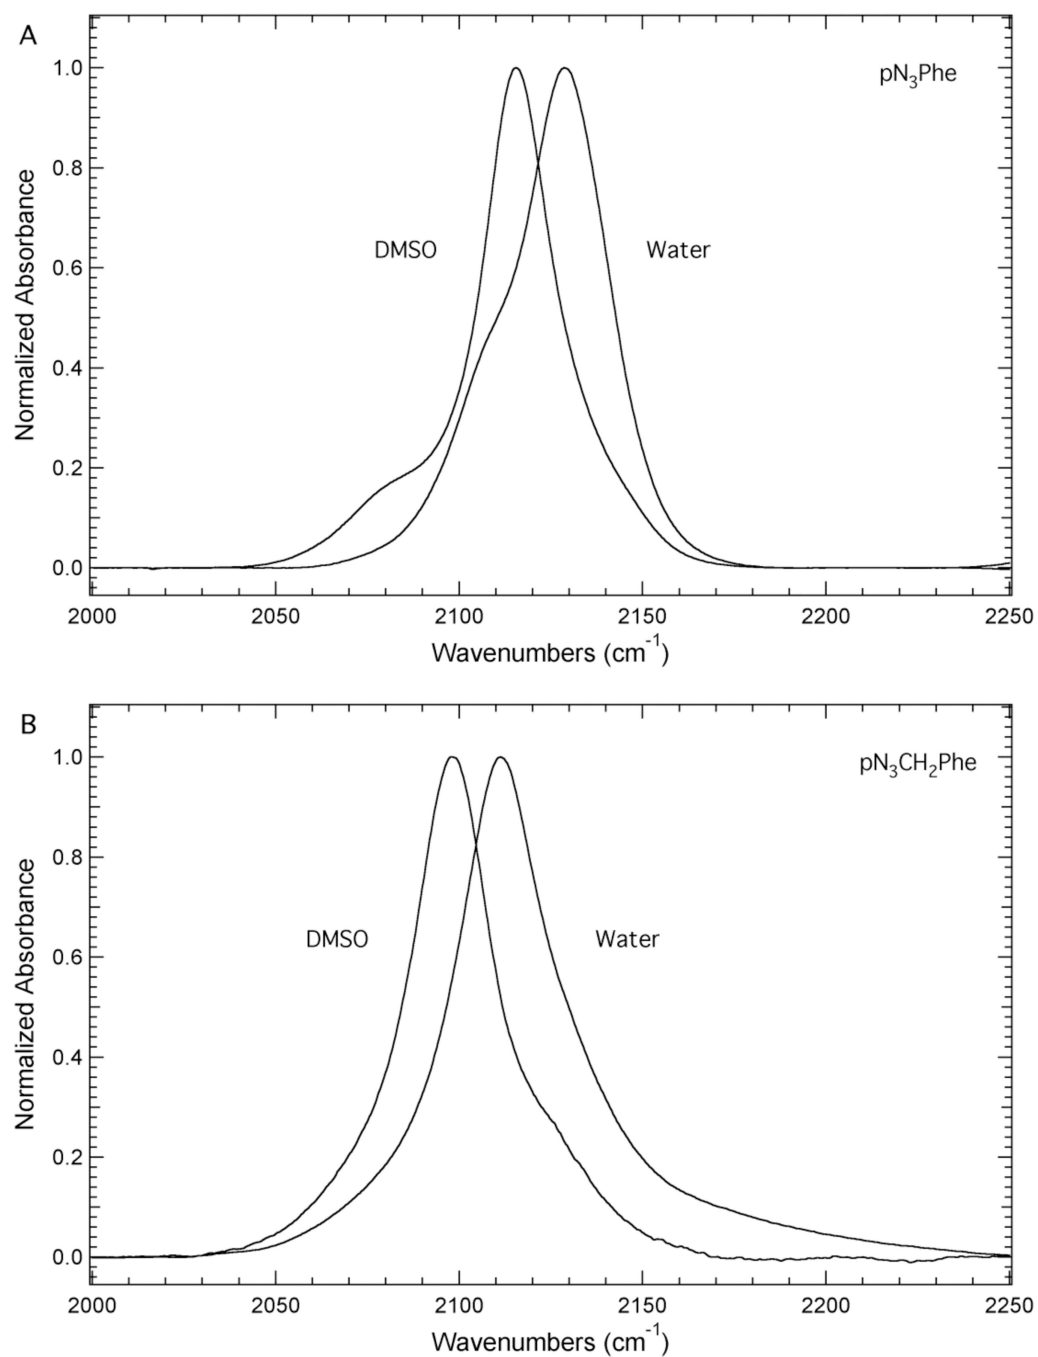 A
pN₃Phe
1.0
0.8
DMSO
Water
0.6
0.4
0.2
0.0
Normalized Absorbance
2000 2050 2100 2150 2200 2250
Wavenumbers (cm⁻¹)
B
pN₃CH₂Phe
1.0
0.8
DMSO
Water
0.6
0.4
0.2
0.0
Normalized Absorbance
2000 2050 2100 2150 2200 2250
Wavenumbers (cm⁻¹)